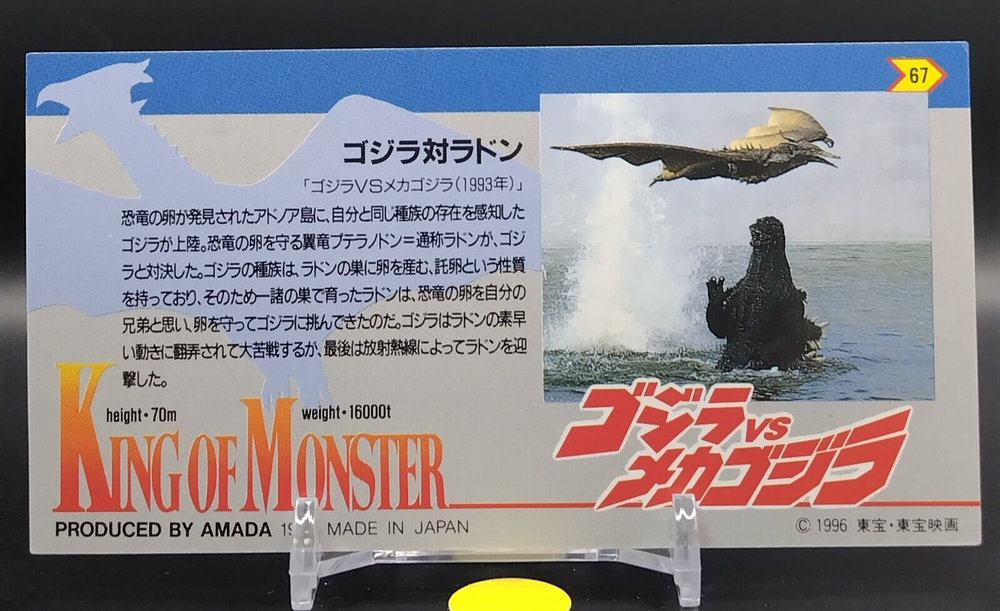 67
ゴジラ対ラドン
「ゴジラVSメカゴジラ(1993年)」
恐竜の卵が発見されたアドノア島に、自分と同じ種族の存在を感知した
ゴジラが上陸。恐竜の卵を守る翼竜プテラノドン=通称ラドンが、ゴジ
ラと対決した。ゴジラの種族は、ラドンの巣に卵を産む、託卵という性質
を持っており、そのため一諸の巣で育ったラドンは、恐竜の卵を自分の
兄弟と思い、卵を守ってゴジラに挑んできたのだ。ゴジラはラドンの素早
い動きに翻弄されて大苦戦するが、最後は放射熱線によってラドンを迎
撃した。
height・70m weight・16000t
KING OF MONSTER
ゴジラVS
メカゴジラ
PRODUCED BY AMADA MADE IN JAPAN
© 1996 東宝・東宝映画